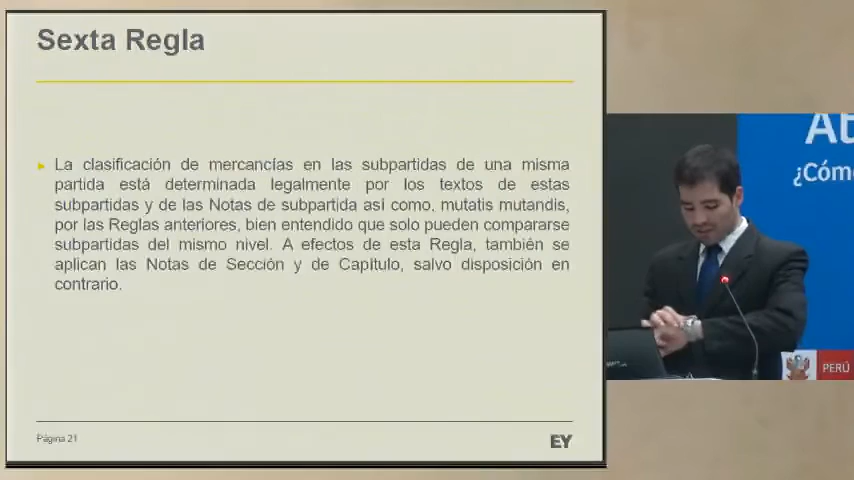 Sexta Regla
La clasificación de mercancías en las subpartidas de una misma
partida está determinada legalmente por los textos de estas
subpartidas y de las Notas de subpartida así como, mutatis mutandis,
por las Reglas anteriores, bien entendido que solo pueden compararse
subpartidas del mismo nivel. A efectos de esta Regla, también se
aplican las Notas de Sección y de Capítulo, salvo disposición en
contrario.
Página 21
EY
¿Cómo
PERÚ